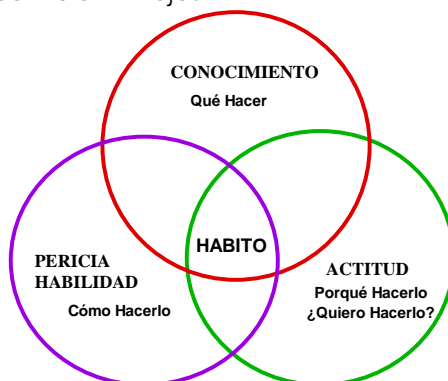 CONOCIMIENTO
Qué Hacer
HABITO
PERICIA
HABILIDAD
Cómo Hacerlo
ACTITUD
Porqué Hacerlo
¿Quiero Hacerlo?